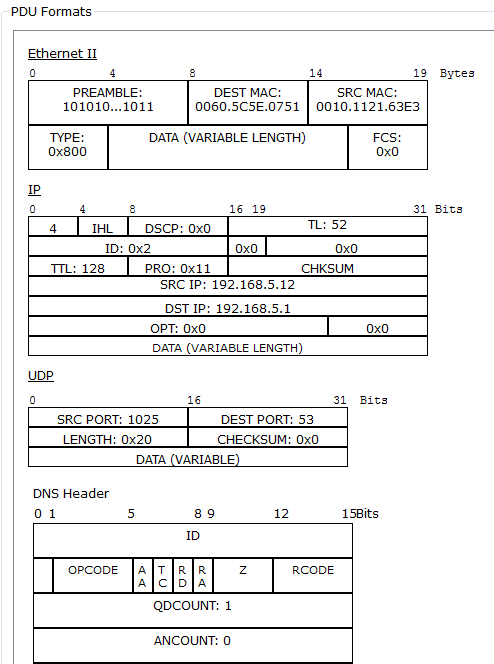 PDU Formats
Ethernet II
0 4 8 14 19 Bytes
PREAMBLE: DEST MAC: SRC MAC:
101010...1011 0060.5C5E.0751 0010.1121.63E3
TYPE: DATA (VARIABLE LENGTH) FCS:
0x800 0x0
IP
0 4 8 16 19 31 Bits
4 IHL DSCP: 0x0 TL: 52
ID: 0x2 0x0 0x0
TTL: 128 PRO: 0x11 CHKSUM
SRC IP: 192.168.5.12
DST IP: 192.168.5.1
OPT: 0x0 0x0
DATA (VARIABLE LENGTH)
UDP
0 16 31 Bits
SRC PORT: 1025 DEST PORT: 53
LENGTH: 0x20 CHECKSUM: 0x0
DATA (VARIABLE)
DNS Header
0 1 5 8 9 12 15Bits
ID
OPCODE AA TC RD RA Z RCODE
QDCOUNT: 1
ANCOUNT: 0